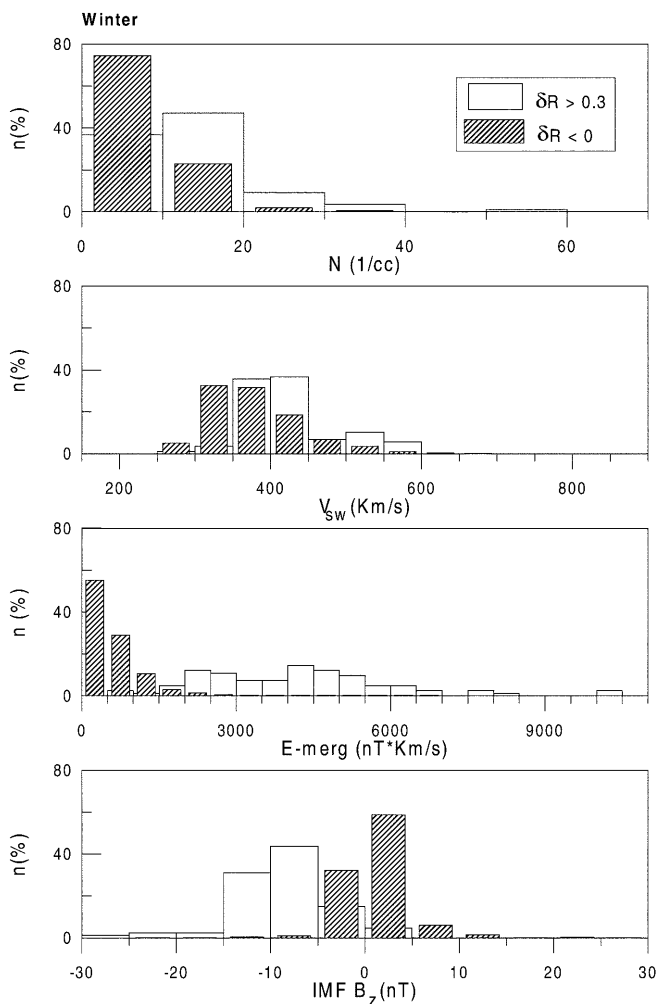 Winter
80
40
0
n(%)
δR > 0.3
δR < 0
0 20 40 60
N (1/cc)
80
40
0
n(%)
200 400 600 800
V_SW (Km/s)
80
40
0
n (%)
0 3000 6000 9000
E-merg (nT*Km/s)
80
40
0
n(%)
-30 -20 -10 0 10 20 30
IMF B_Z (nT)